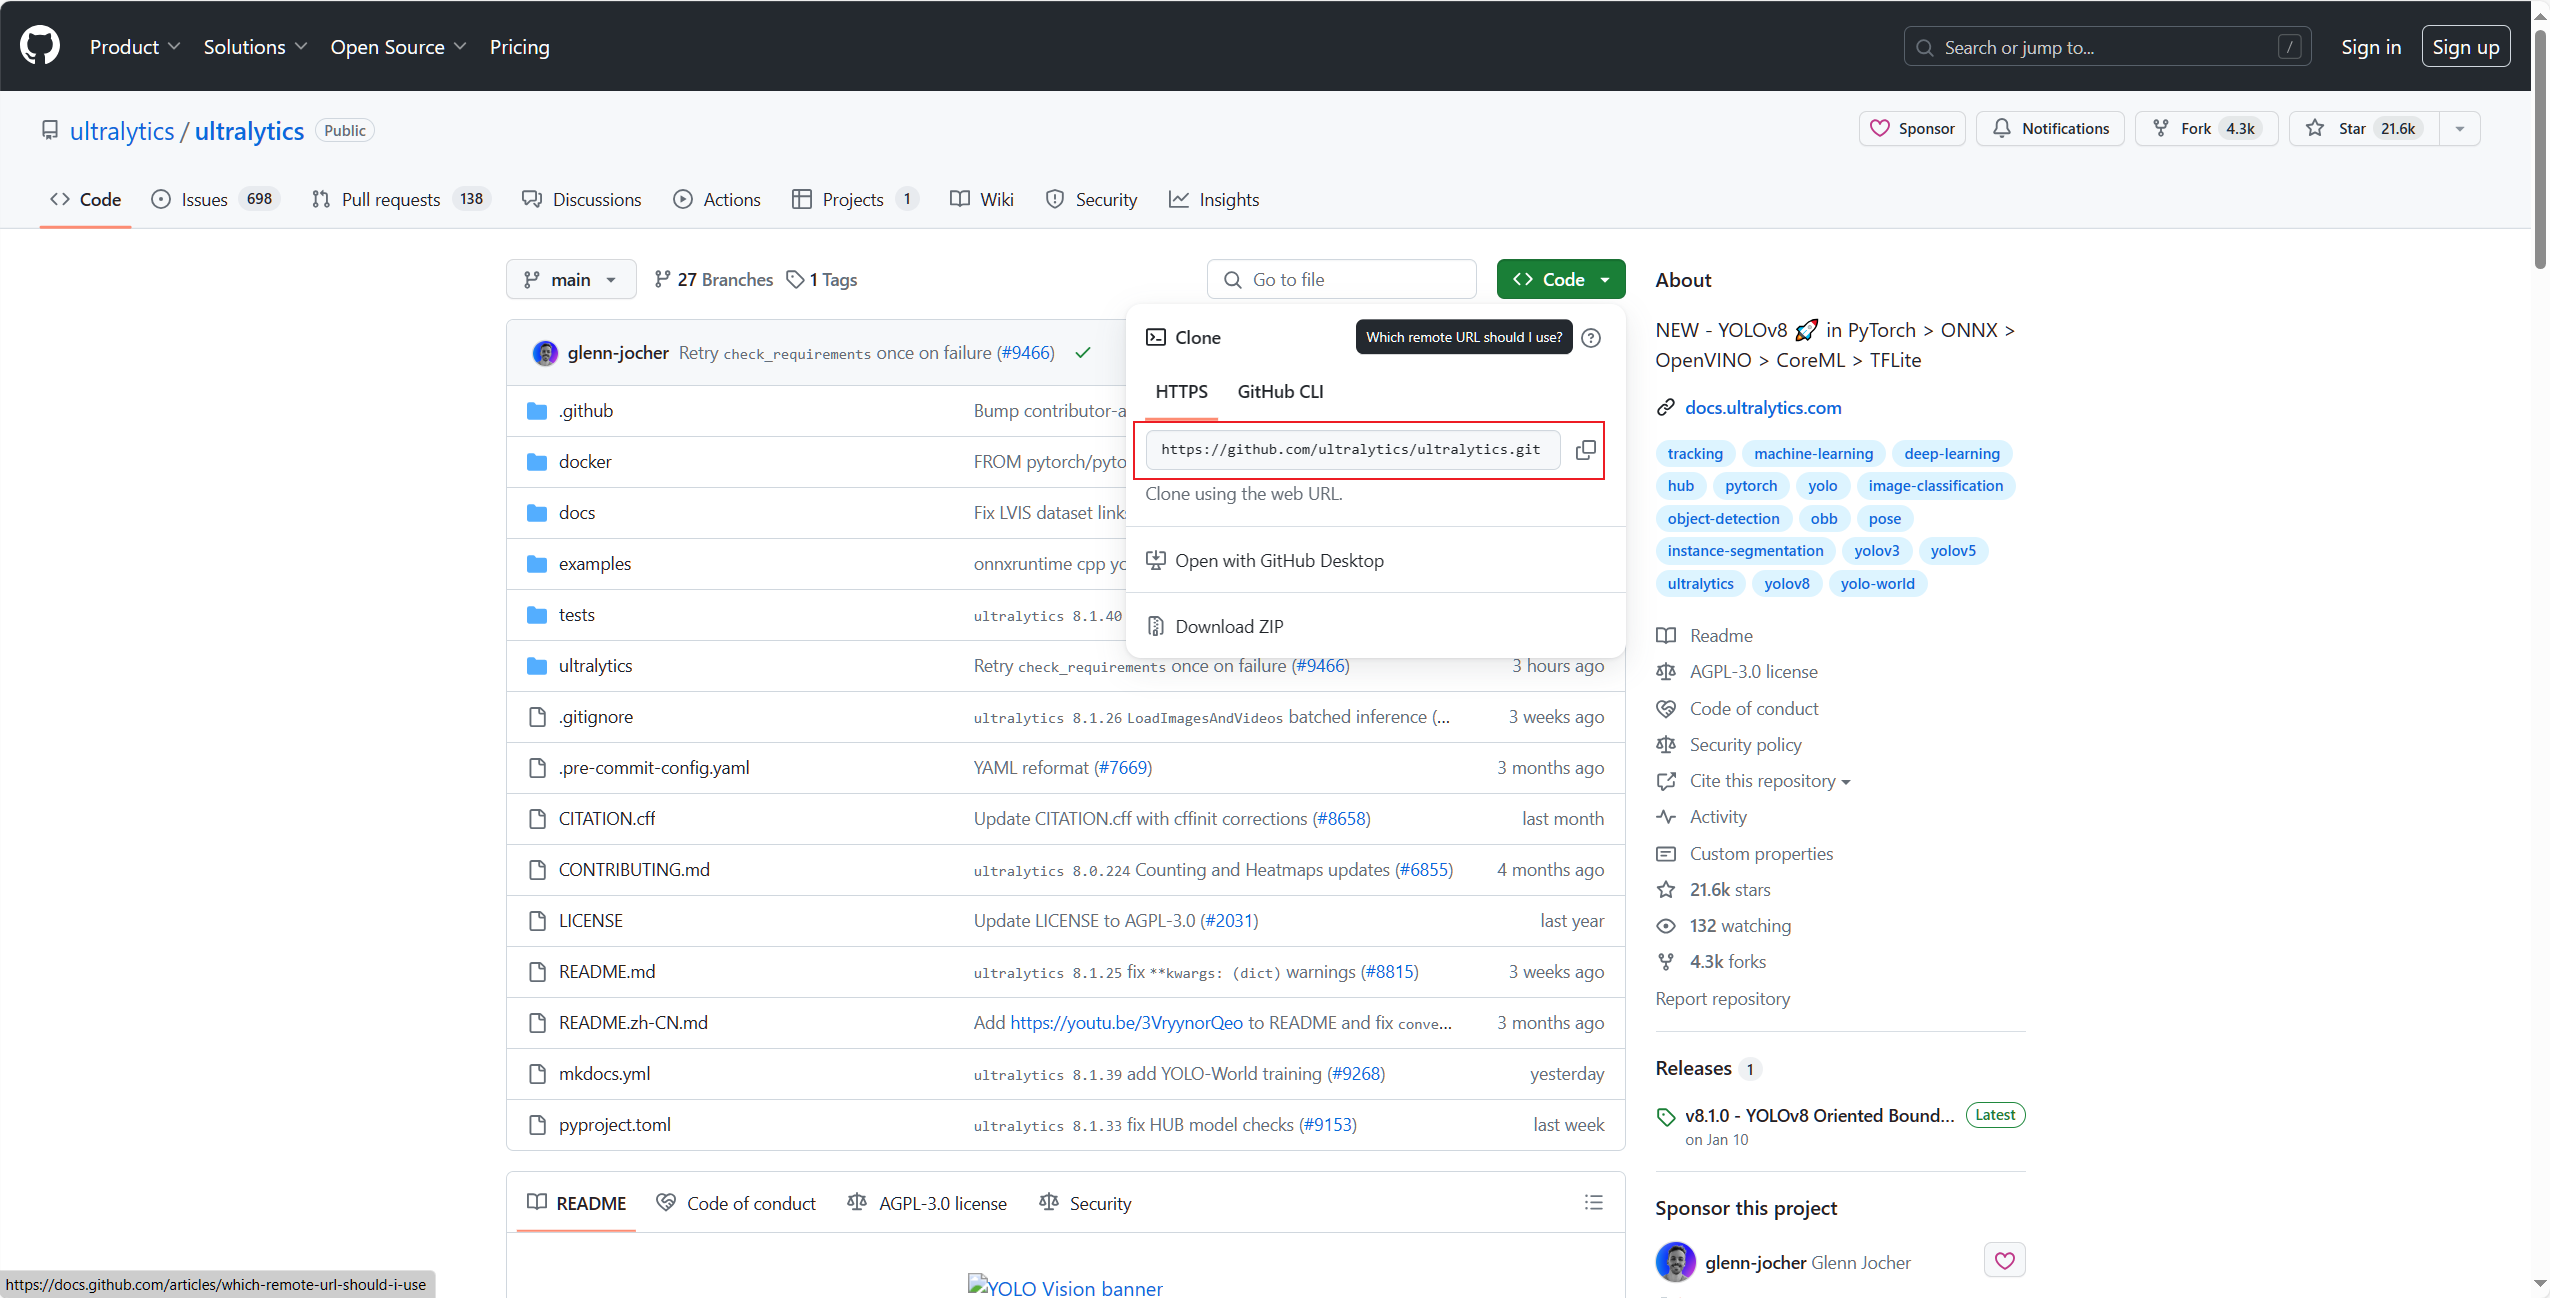 Product Solutions Open Source Pricing Search or jump to... / Sign in Sign up
ultralytics / ultralytics Public Sponsor Notifications Fork 4.3k Star 21.6k
Code Issues 698 Pull requests 138 Discussions Actions Projects 1 Wiki Security Insights
main 27 Branches 1 Tags Go to file Code
Clone Which remote URL should I use?
HTTPS GitHub CLI
https://github.com/ultralytics/ultralytics.git
Clone using the web URL.
Open with GitHub Desktop
Download ZIP
glenn-jocher Retry check_requirements once on failure (#9466)
.github Bump contributor-a
docker FROM pytorch/pyto
docs Fix LVIS dataset link
examples onnxruntime cpp yo
tests ultralytics 8.1.40
ultralytics Retry check_requirements once on failure (#9466) 3 hours ago
.gitignore ultralytics 8.1.26 LoadImagesAndVideos batched inference (... 3 weeks ago
.pre-commit-config.yaml YAML reformat (#7669) 3 months ago
CITATION.cff Update CITATION.cff with cffinit corrections (#8658) last month
CONTRIBUTING.md ultralytics 8.0.224 Counting and Heatmaps updates (#6855) 4 months ago
LICENSE Update LICENSE to AGPL-3.0 (#2031) last year
README.md ultralytics 8.1.25 fix **kwargs: (dict) warnings (#8815) 3 weeks ago
README.zh-CN.md Add https://youtu.be/3VryynorQeo to README and fix conve... 3 months ago
mkdocs.yml ultralytics 8.1.39 add YOLO-World training (#9268) yesterday
pyproject.toml ultralytics 8.1.33 fix HUB model checks (#9153) last week
README Code of conduct AGPL-3.0 license Security
YOLO Vision banner
About
NEW - YOLOv8 🚀 in PyTorch > ONNX >
OpenVINO > CoreML > TFLite
docs.ultralytics.com
tracking machine-learning deep-learning
hub pytorch yolo image-classification
object-detection obb pose
instance-segmentation yolov3 yolov5
ultralytics yolov8 yolo-world
Readme
AGPL-3.0 license
Code of conduct
Security policy
Cite this repository
Activity
Custom properties
21.6k stars
132 watching
4.3k forks
Report repository
Releases 1
v8.1.0 - YOLOv8 Oriented Bound... Latest
on Jan 10
Sponsor this project
glenn-jocher Glenn Jocher
https://docs.github.com/articles/which-remote-url-should-i-use